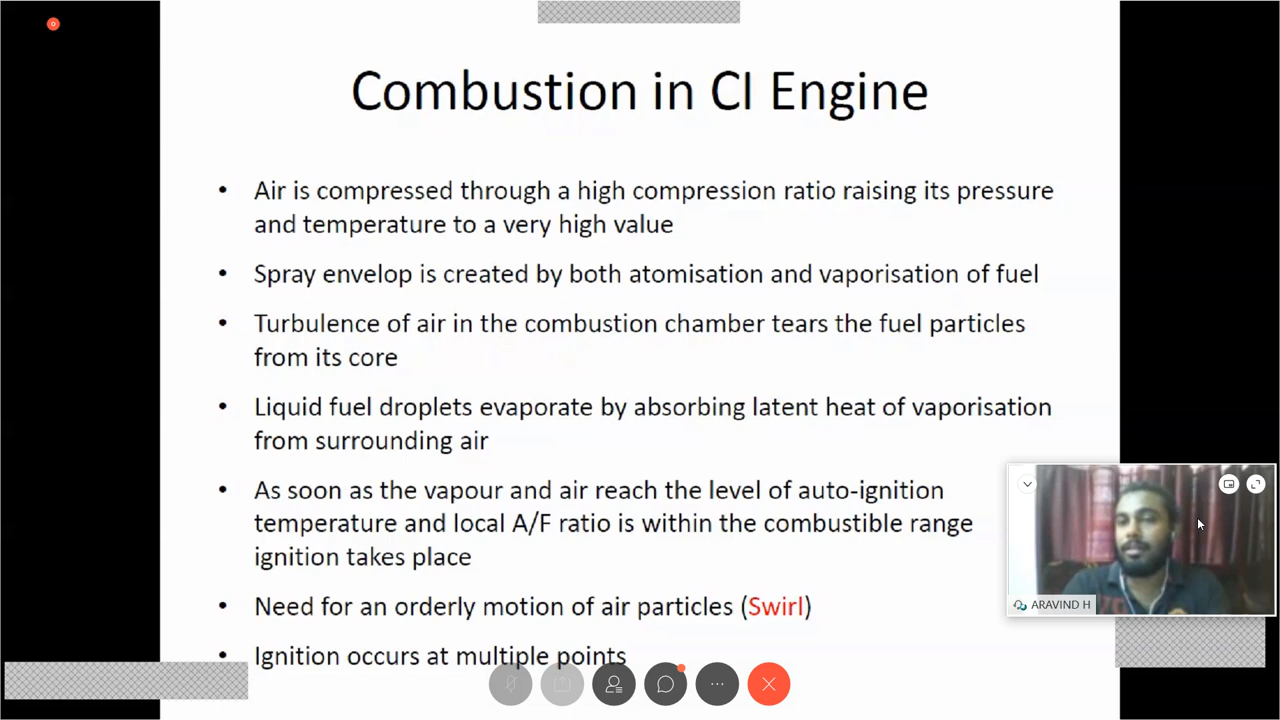 Combustion in CI Engine
• Air is compressed through a high compression ratio raising its pressure
and temperature to a very high value
• Spray envelop is created by both atomisation and vaporisation of fuel
• Turbulence of air in the combustion chamber tears the fuel particles
from its core
• Liquid fuel droplets evaporate by absorbing latent heat of vaporisation
from surrounding air
• As soon as the vapour and air reach the level of auto-ignition
temperature and local A/F ratio is within the combustible range
ignition takes place
• Need for an orderly motion of air particles (Swirl)
• Ignition occurs at multiple points
ARAVIND H